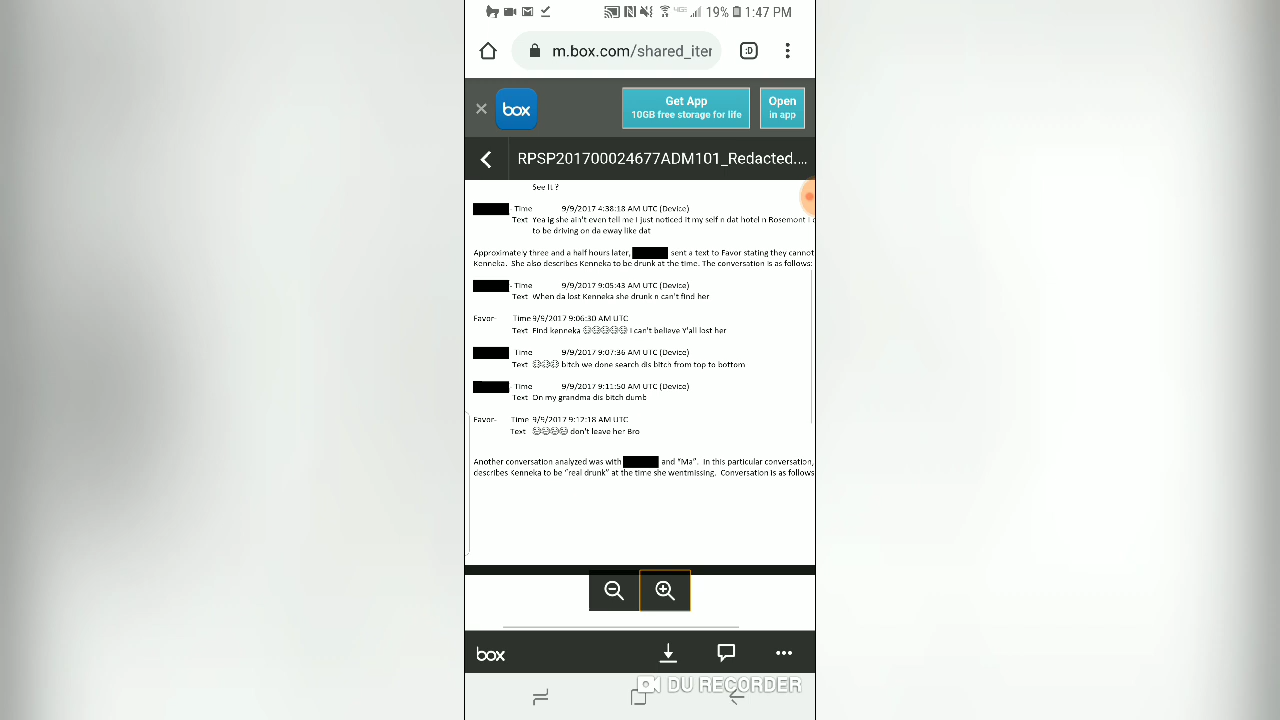 19% 1:47 PM
m.box.com/shared_iter
:D
box
Get App
10GB free storage for life
Open
in app
RPSP201700024677ADM101_Redacted....
See It ?
- Time 9/9/2017 4:38:18 AM UTC (Device)
Text Yea ig she ain't even tell me I just noticed it my self n dat hotel n Rosemont I
to be driving on da eway like dat
Approximate y three and a half hours later, sent a text to Favor stating they cannot
Kenneka. She also describes Kenneka to be drunk at the time. The conversation is as follows:
- Time 9/9/2017 9:05:43 AM UTC (Device)
Text When da lost Kenneka she drunk n can't find her
Favor- Time 9/9/2017 9:06:30 AM UTC
Text Find kenneka 😕😕😕😕😕 I can't believe Y'all lost her
- Time 9/9/2017 9:07:36 AM UTC (Device)
Text 😕😕😕 bitch we done search dis bitch from top to bottom
- Time 9/9/2017 9:11:50 AM UTC (Device)
Text On my grandma dis bitch dumb
Favor- Time 9/9/2017 9:12:18 AM UTC
Text 😕😕😕😕 don't leave her Bro
Another conversation analyzed was with and "Ma". In this particular conversation,
describes Kenneka to be "real drunk" at the time she wentmissing. Conversation is as follows
box
DU RECORDER